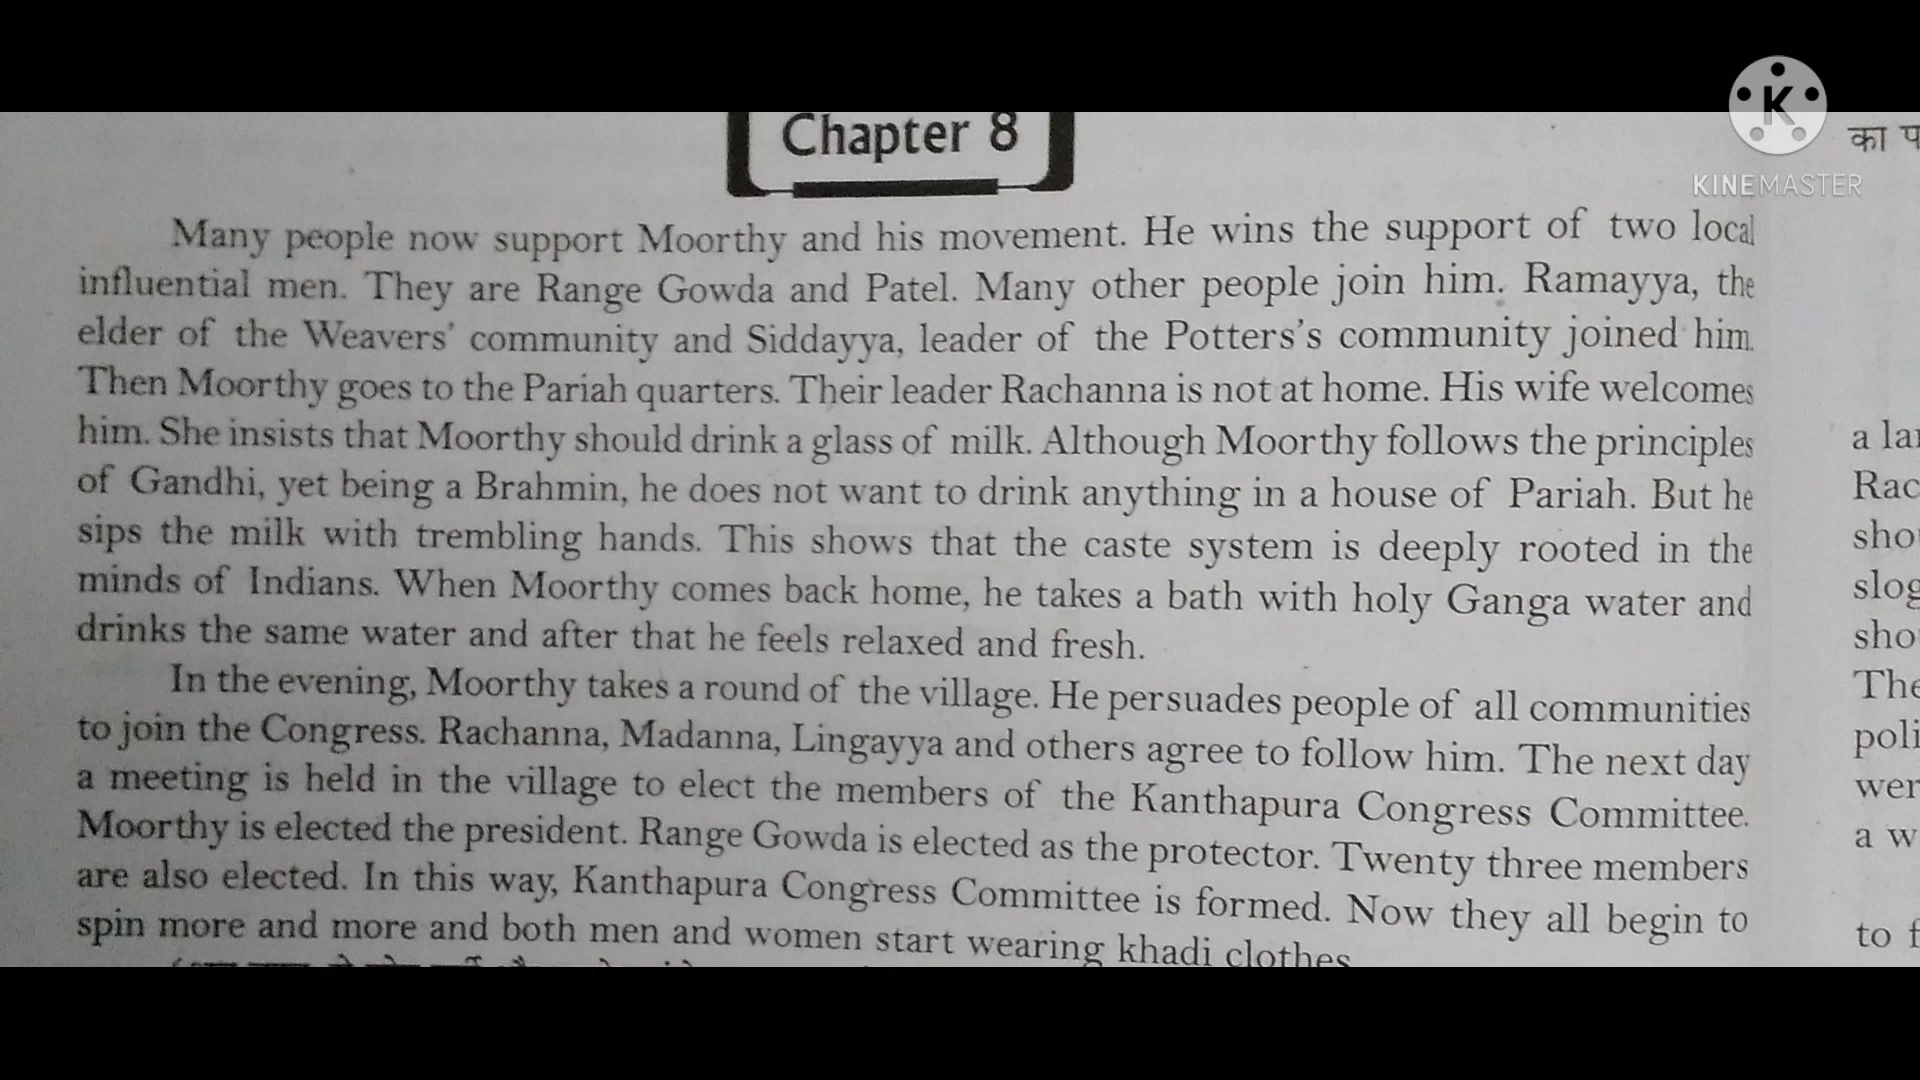 Chapter 8
K
KINEMASTER
का
Many people now support Moorthy and his movement. He wins the support of two local
influential men. They are Range Gowda and Patel. Many other people join him. Ramayya, the
elder of the Weavers' community and Siddayya, leader of the Potters's community joined him.
Then Moorthy goes to the Pariah quarters. Their leader Rachanna is not at home. His wife welcomes
him. She insists that Moorthy should drink a glass of milk. Although Moorthy follows the principles
of Gandhi, yet being a Brahmin, he does not want to drink anything in a house of Pariah. But he
sips the milk with trembling hands. This shows that the caste system is deeply rooted in the
minds of Indians. When Moorthy comes back home, he takes a bath with holy Ganga water and
drinks the same water and after that he feels relaxed and fresh.
In the evening, Moorthy takes a round of the village. He persuades people of all communities
to join the Congress. Rachanna, Madanna, Lingayya and others agree to follow him. The next day
a meeting is held in the village to elect the members of the Kanthapura Congress Committee.
Moorthy is elected the president. Range Gowda is elected as the protector. Twenty three members
are also elected. In this way, Kanthapura Congress Committee is formed. Now they all begin to
spin more and more and both men and women start wearing khadi clothes
a
The
a
to